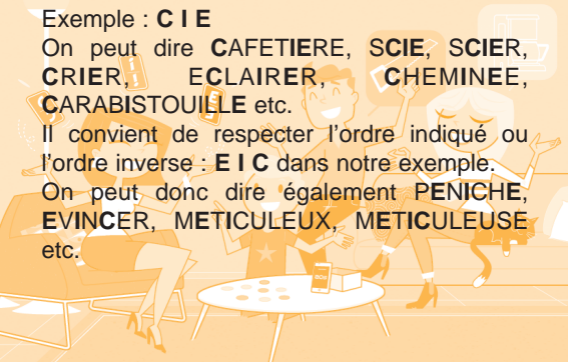 Exemple : C I E
On peut dire CAFETIERE, SCIE, SCIER,
CRIER, ECLAIRER, CHEMINEE,
CARABISTOUILLE etc.
Il convient de respecter l'ordre indiqué ou
l'ordre inverse : E I C dans notre exemple.
On peut donc dire également PENICHE,
EVINCER, METICULEUX, METICULEUSE
etc.